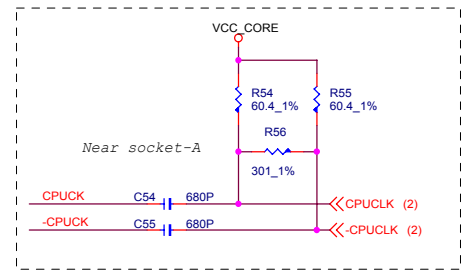 VCC_CORE
R54
60.4_1%
R55
60.4_1%
R56
301_1%
Near socket-A
CPUCK
C54
680P
CPUCLK (2)
-CPUCK
C55
680P
-CPUCLK (2)